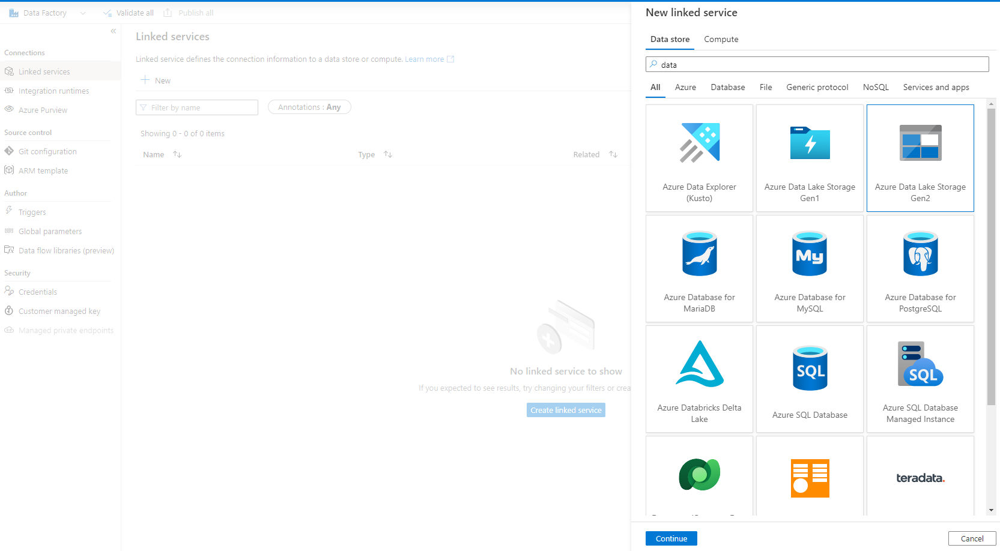 Data Factory
Validate all
Publish all
Connections
Linked services
Integration runtimes
Azure Purview
Source control
Git configuration
ARM template
Author
Triggers
Global parameters
Data flow libraries (preview)
Security
Credentials
Customer managed key
Managed private endpoints
Linked services
Linked service defines the connection information to a data store or compute. Learn more
New
Filter by name
Annotations : Any
Showing 0 - 0 of 0 items
Name Type Related
No linked service to show
If you expected to see results, try changing your filters or crea
Create linked service
New linked service
Data store Compute
data
All Azure Database File Generic protocol NoSQL Services and apps
Azure Data Explorer
(Kusto)
Azure Data Lake Storage
Gen1
Azure Data Lake Storage
Gen2
My
Azure Database for
MariaDB
Azure Database for
MySQL
Azure Database for
PostgreSQL
SQL
SQL
Azure Databricks Delta
Lake
Azure SQL Database
Azure SQL Database
Managed Instance
teradata.
Continue
Cancel